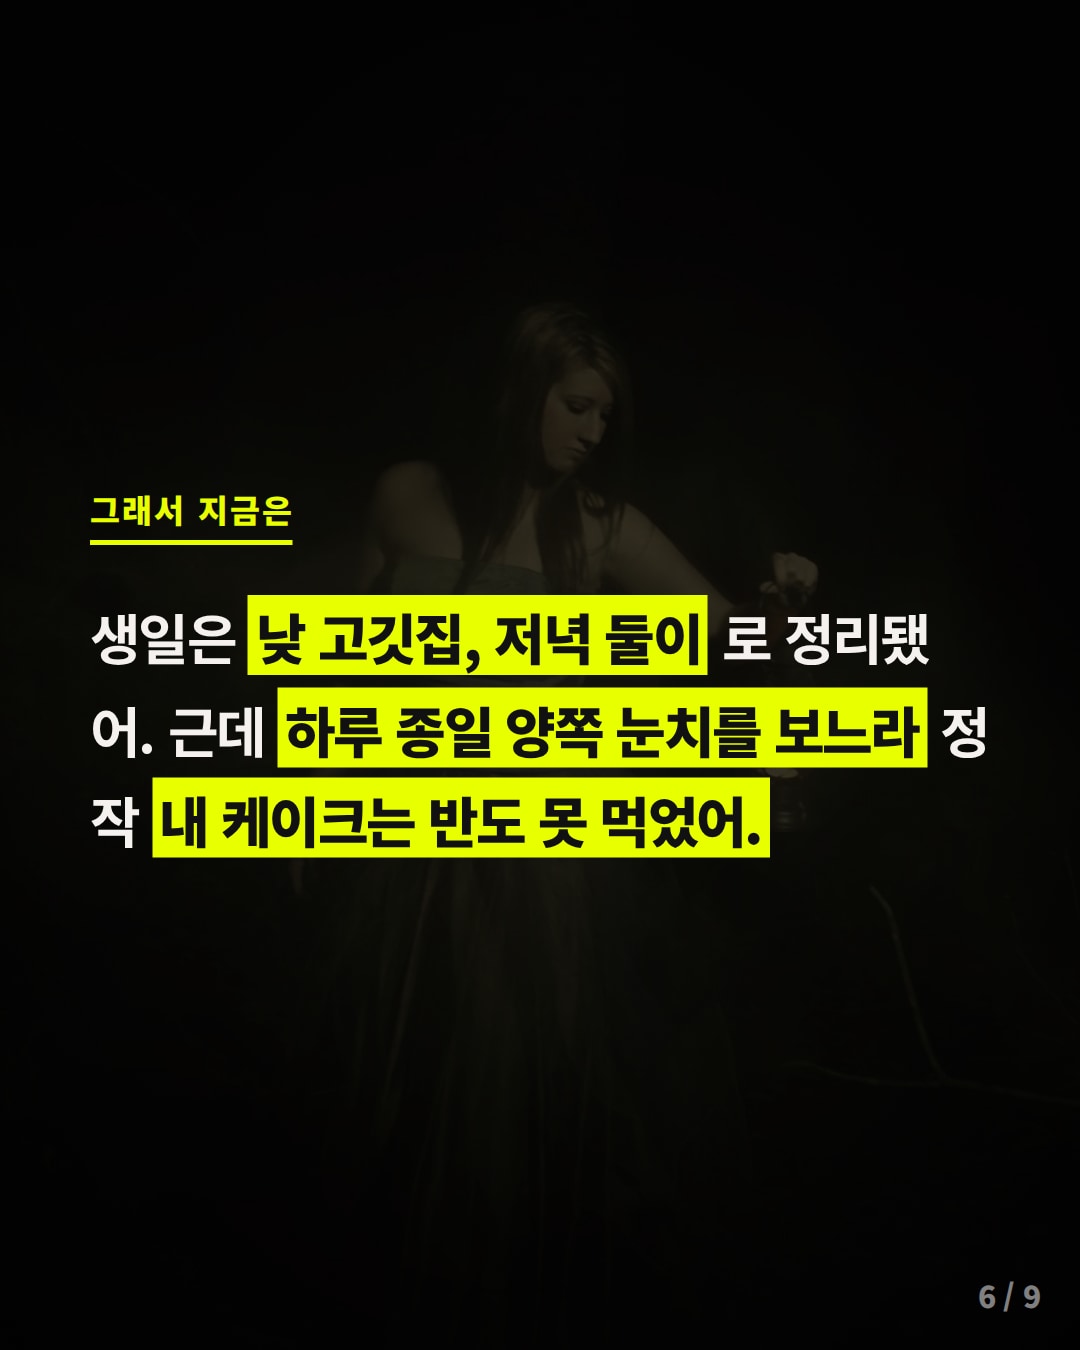 그래서 지금은
생일은 낮 고깃집, 저녁 둘이 로 정리됐
어. 근데 하루 종일 양쪽 눈치를 보느라 정
작 내 케이크는 반도 못 먹었어.
6 / 9